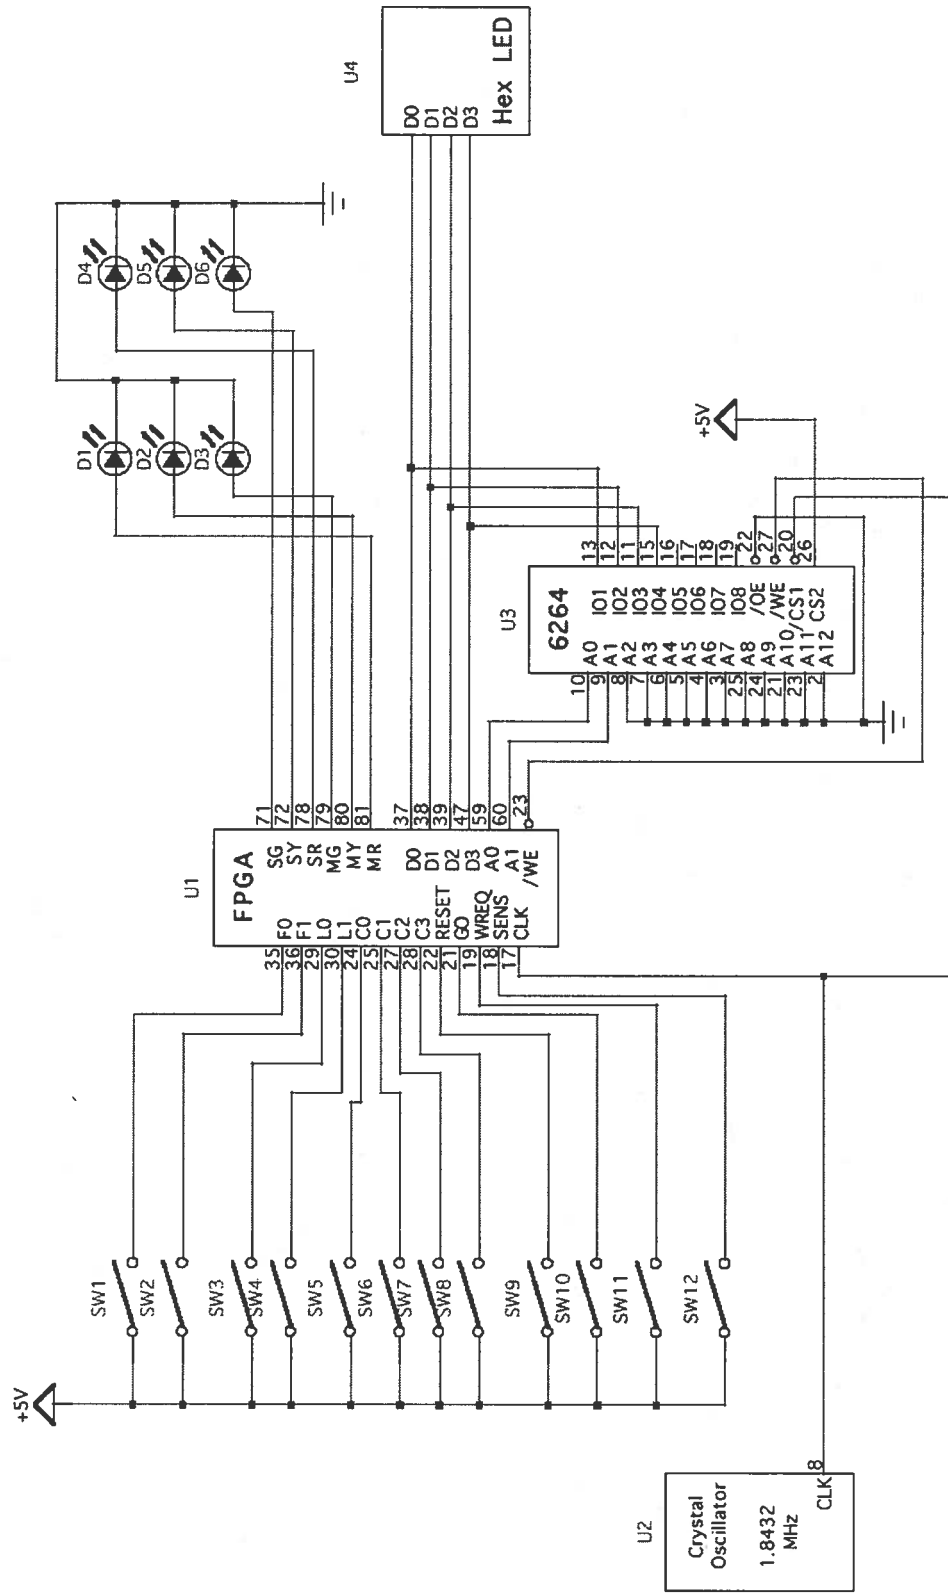 +5V
SW1
SW2
SW3
SW4
SW5
SW6
SW7
SW8
SW9
SW10
SW11
SW12
U2
Crystal
Oscillator
1.8432
MHz
CLK
8
U1
FPGA
35 F0
36 F1
29 L0
30 L1
24 C0
25 C1
27 C2
28 C3
22 RESET
21 GO
19 WREQ
18 SENS
17 CLK
SG 71
SY 72
SR 78
MG 79
MY 80
MR 81
D0 37
D1 38
D2 39
D3 47
A0 59
A1 60
/WE 23
D1
D2
D3
D4
D5
D6
U3
6264
10 A0
9 A1
8 A2
7 A3
6 A4
5 A5
4 A6
3 A7
25 A8
24 A9
21 A10
23 A11
2 A12
IO1 13
IO2 12
IO3 11
IO4 15
IO5 16
IO6 17
IO7 18
IO8 19
/OE 22
/WE 27
/CS1 20
CS2 26
+5V
U4
D0
D1
D2
D3
Hex LED